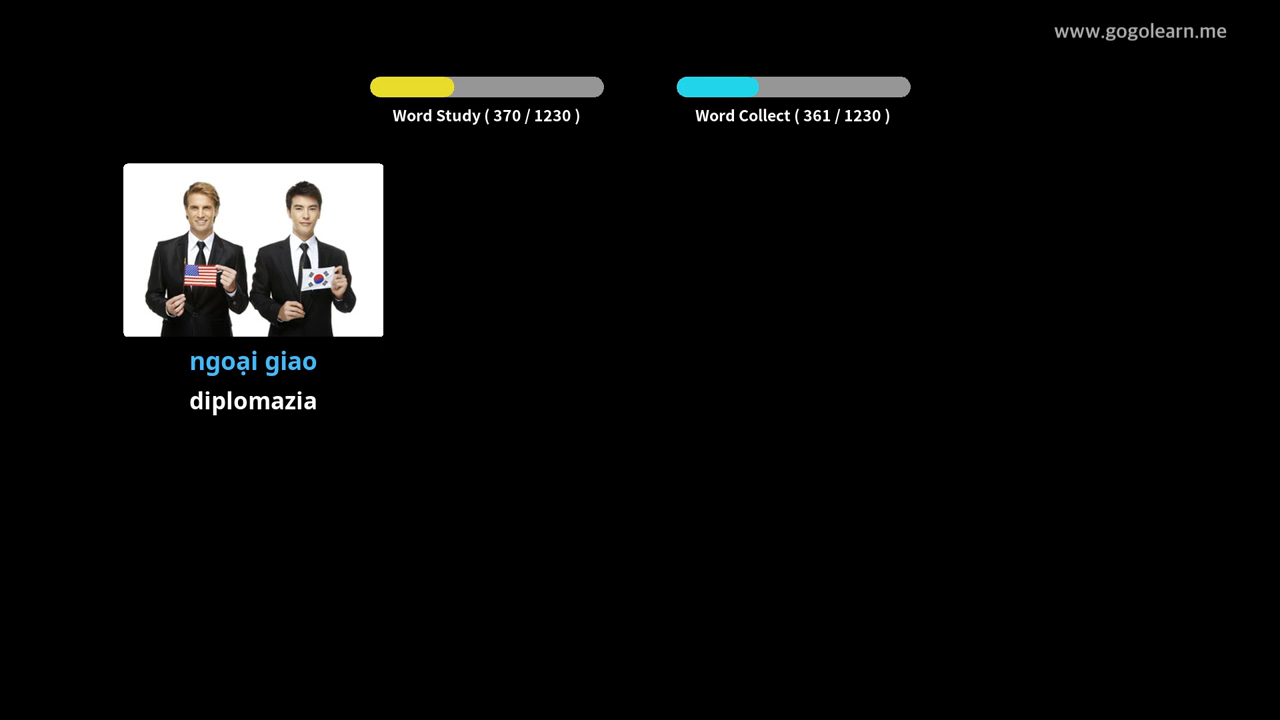 www.gogolearn.me
Word Study ( 370 / 1230 )
Word Collect ( 361 / 1230 )
ngoại giao
diplomazia